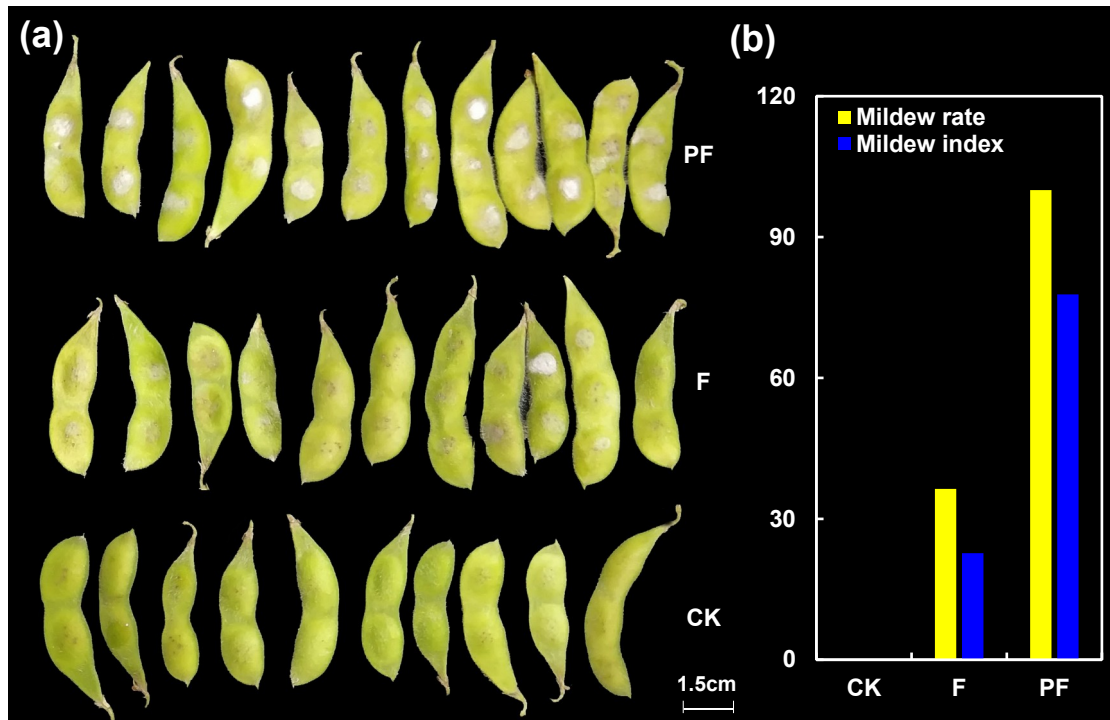 (a)
PF
F
CK
1.5cm
(b)
Mildew rate
Mildew index
120
90
60
30
0
CK F PF